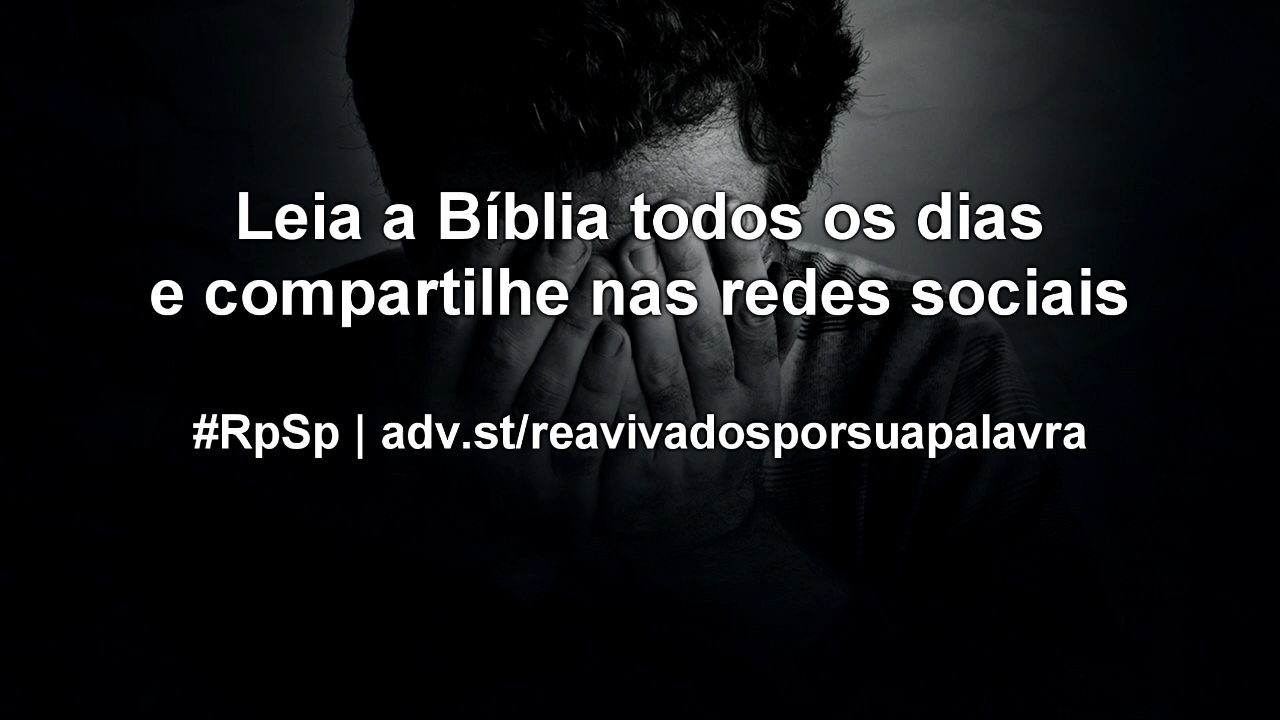 Leia a Bíblia todos os dias
e compartilhe nas redes sociais
#RpSp | adv.st/reavivadosporsuapalavra